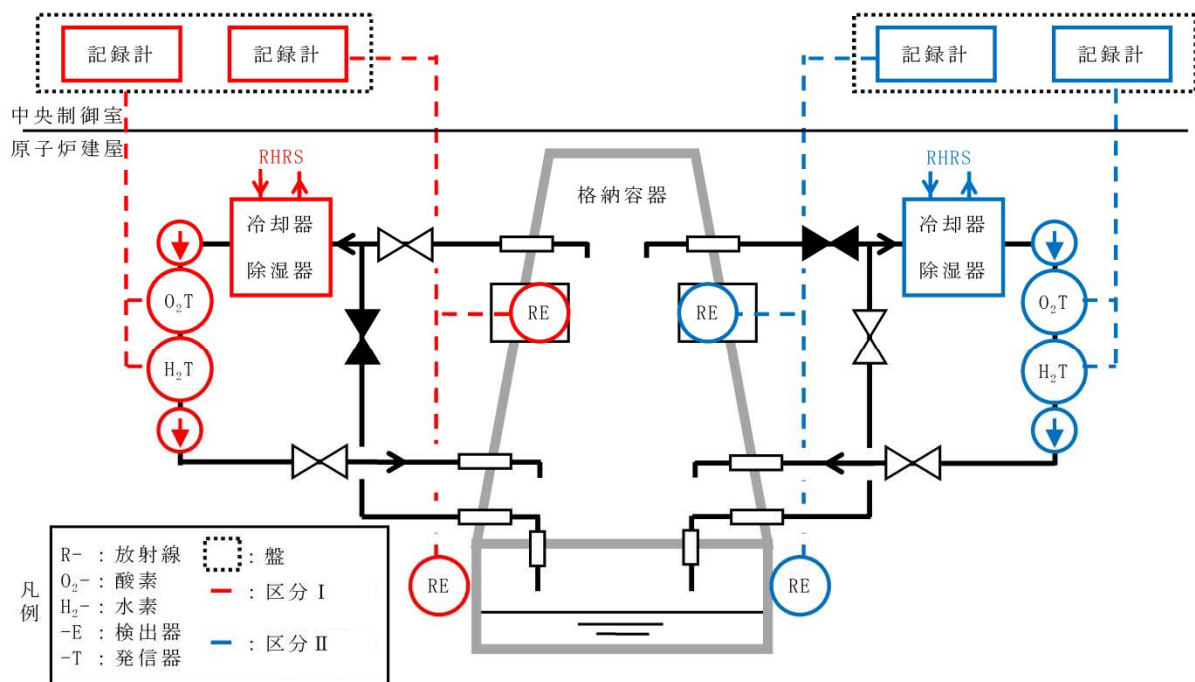 記録計
記録計
記録計
記録計
中央制御室
原子炉建屋
RHRS
RHRS
格納容器
冷却器
除湿器
冷却器
除湿器
O₂T
RE
RE
O₂T
H₂T
H₂T
RE
RE
凡例
R- : 放射線
O₂- : 酸素
H₂- : 水素
-E : 検出器
-T : 発信器
: 盤
: 区分Ⅰ
: 区分Ⅱ